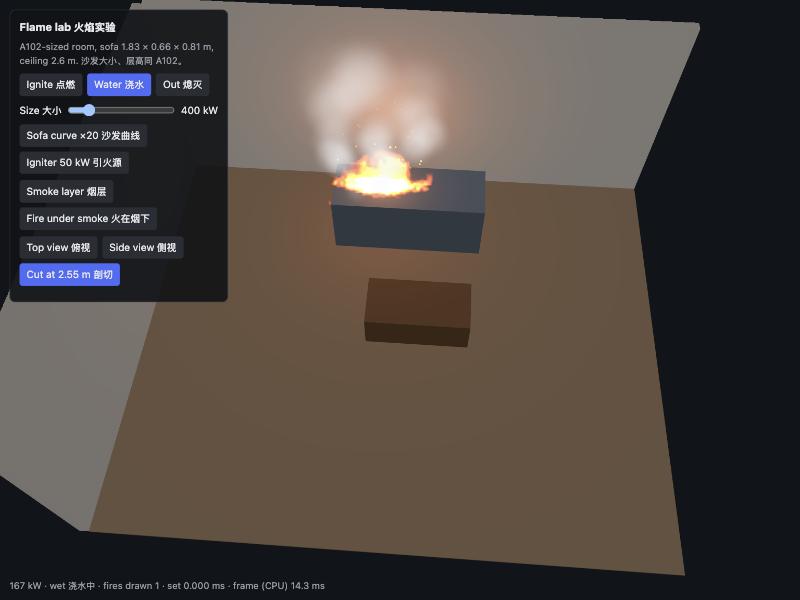 Flame lab 火焰实验
A102-sized room, sofa 1.83 × 0.66 × 0.81 m,
ceiling 2.6 m. 沙发大小、层高同 A102。
Ignite 点燃 Water 浇水 Out 熄灭
Size 大小 400 kW
Sofa curve ×20 沙发曲线
Igniter 50 kW 引火源
Smoke layer 烟层
Fire under smoke 火在烟下
Top view 俯视 Side view 侧视
Cut at 2.55 m 剖切
167 kW · wet 浇水中 · fires drawn 1 · set 0.000 ms · frame (CPU) 14.3 ms